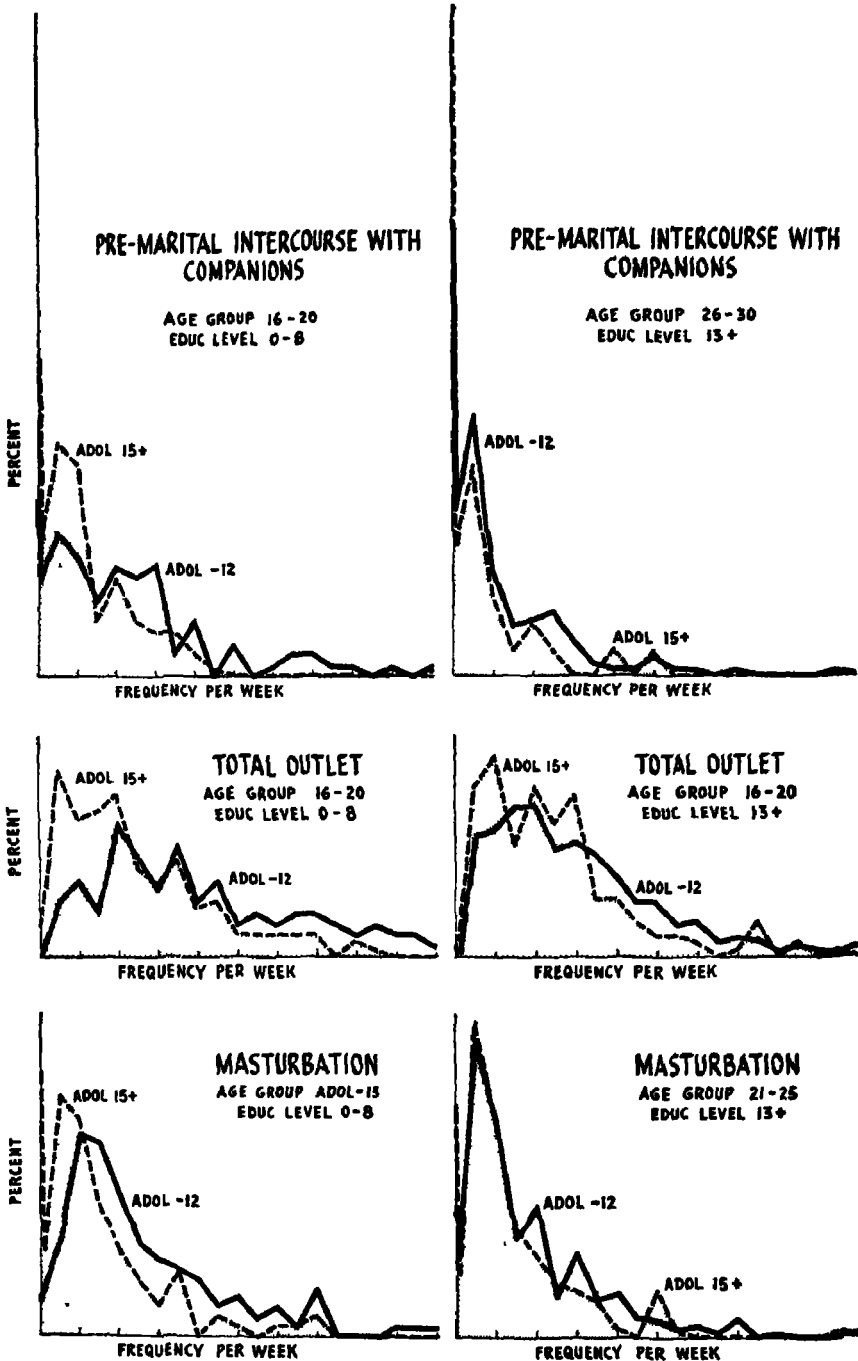 PRE-MARITAL INTERCOURSE WITH
COMPANIONS
AGE GROUP 16-20
EDUC LEVEL 0-8
PERCENT
ADOL 15+
ADOL -12
FREQUENCY PER WEEK
PRE-MARITAL INTERCOURSE WITH
COMPANIONS
AGE GROUP 26-30
EDUC LEVEL 13+
ADOL -12
ADOL 15+
FREQUENCY PER WEEK
TOTAL OUTLET
AGE GROUP 16-20
EDUC LEVEL 0-8
PERCENT
ADOL 15+
ADOL -12
FREQUENCY PER WEEK
TOTAL OUTLET
AGE GROUP 16-20
EDUC LEVEL 13+
ADOL 15+
ADOL -12
FREQUENCY PER WEEK
MASTURBATION
AGE GROUP ADOL-15
EDUC LEVEL 0-8
PERCENT
ADOL 15+
ADOL -12
FREQUENCY PER WEEK
MASTURBATION
AGE GROUP 21-25
EDUC LEVEL 13+
ADOL -12
ADOL 15+
FREQUENCY PER WEEK